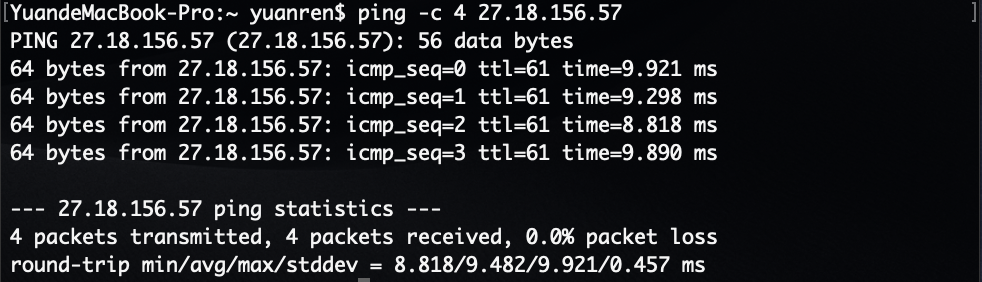 [YuandeMacBook-Pro:~ yuanren$ ping -c 4 27.18.156.57 ]
PING 27.18.156.57 (27.18.156.57): 56 data bytes
64 bytes from 27.18.156.57: icmp_seq=0 ttl=61 time=9.921 ms
64 bytes from 27.18.156.57: icmp_seq=1 ttl=61 time=9.298 ms
64 bytes from 27.18.156.57: icmp_seq=2 ttl=61 time=8.818 ms
64 bytes from 27.18.156.57: icmp_seq=3 ttl=61 time=9.890 ms
--- 27.18.156.57 ping statistics ---
4 packets transmitted, 4 packets received, 0.0% packet loss
round-trip min/avg/max/stddev = 8.818/9.482/9.921/0.457 ms